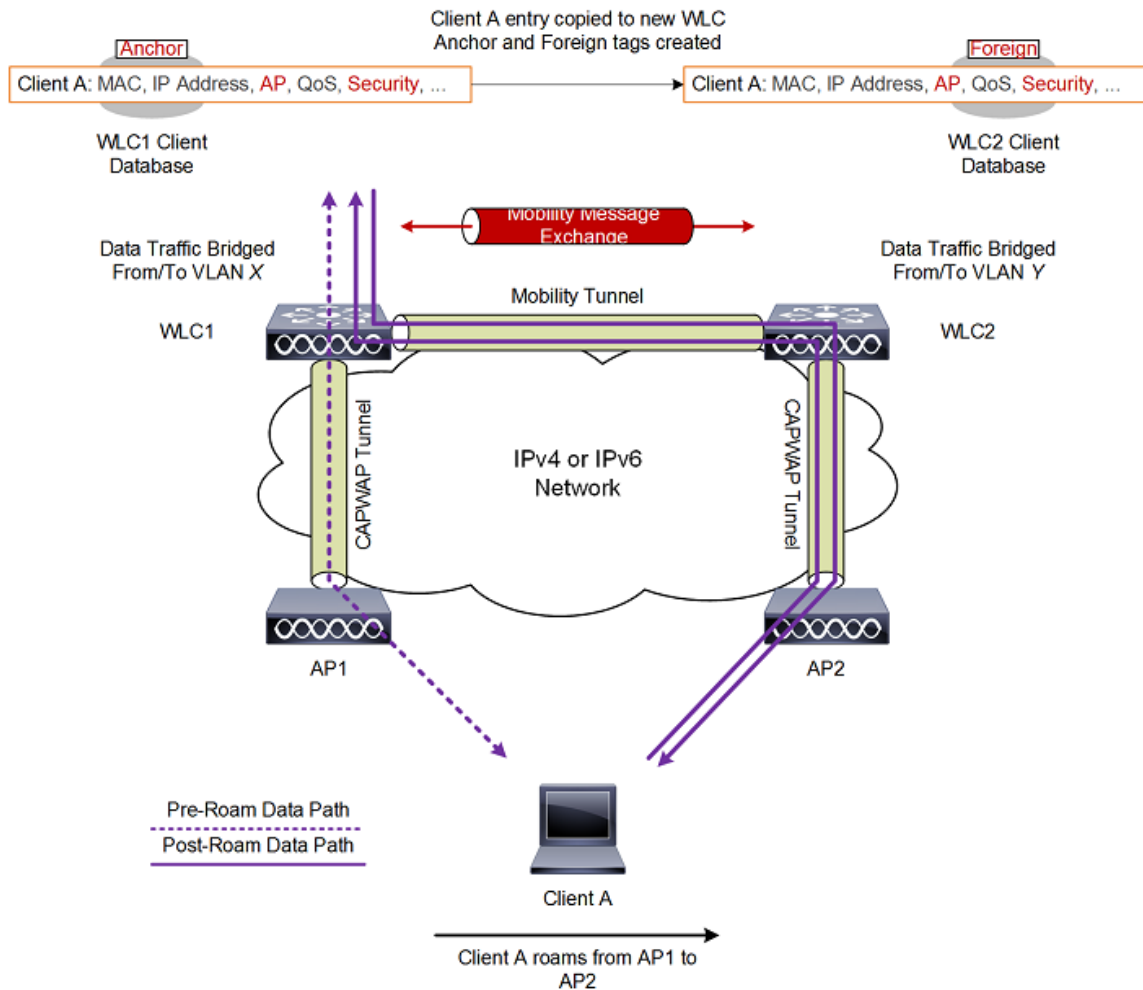 Client A entry copied to new WLC
Anchor and Foreign tags created
Anchor
Foreign
Client A: MAC, IP Address, AP, QoS, Security, ...
Client A: MAC, IP Address, AP, QoS, Security, ...
WLC1 Client
Database
WLC2 Client
Database
Mobility Message
Exchange
Data Traffic Bridged
From/To VLAN X
Data Traffic Bridged
From/To VLAN Y
Mobility Tunnel
WLC1
WLC2
CAPWAP Tunnel
CAPWAP Tunnel
IPv4 or IPv6
Network
AP1
AP2
Pre-Roam Data Path
Post-Roam Data Path
Client A
Client A roams from AP1 to
AP2